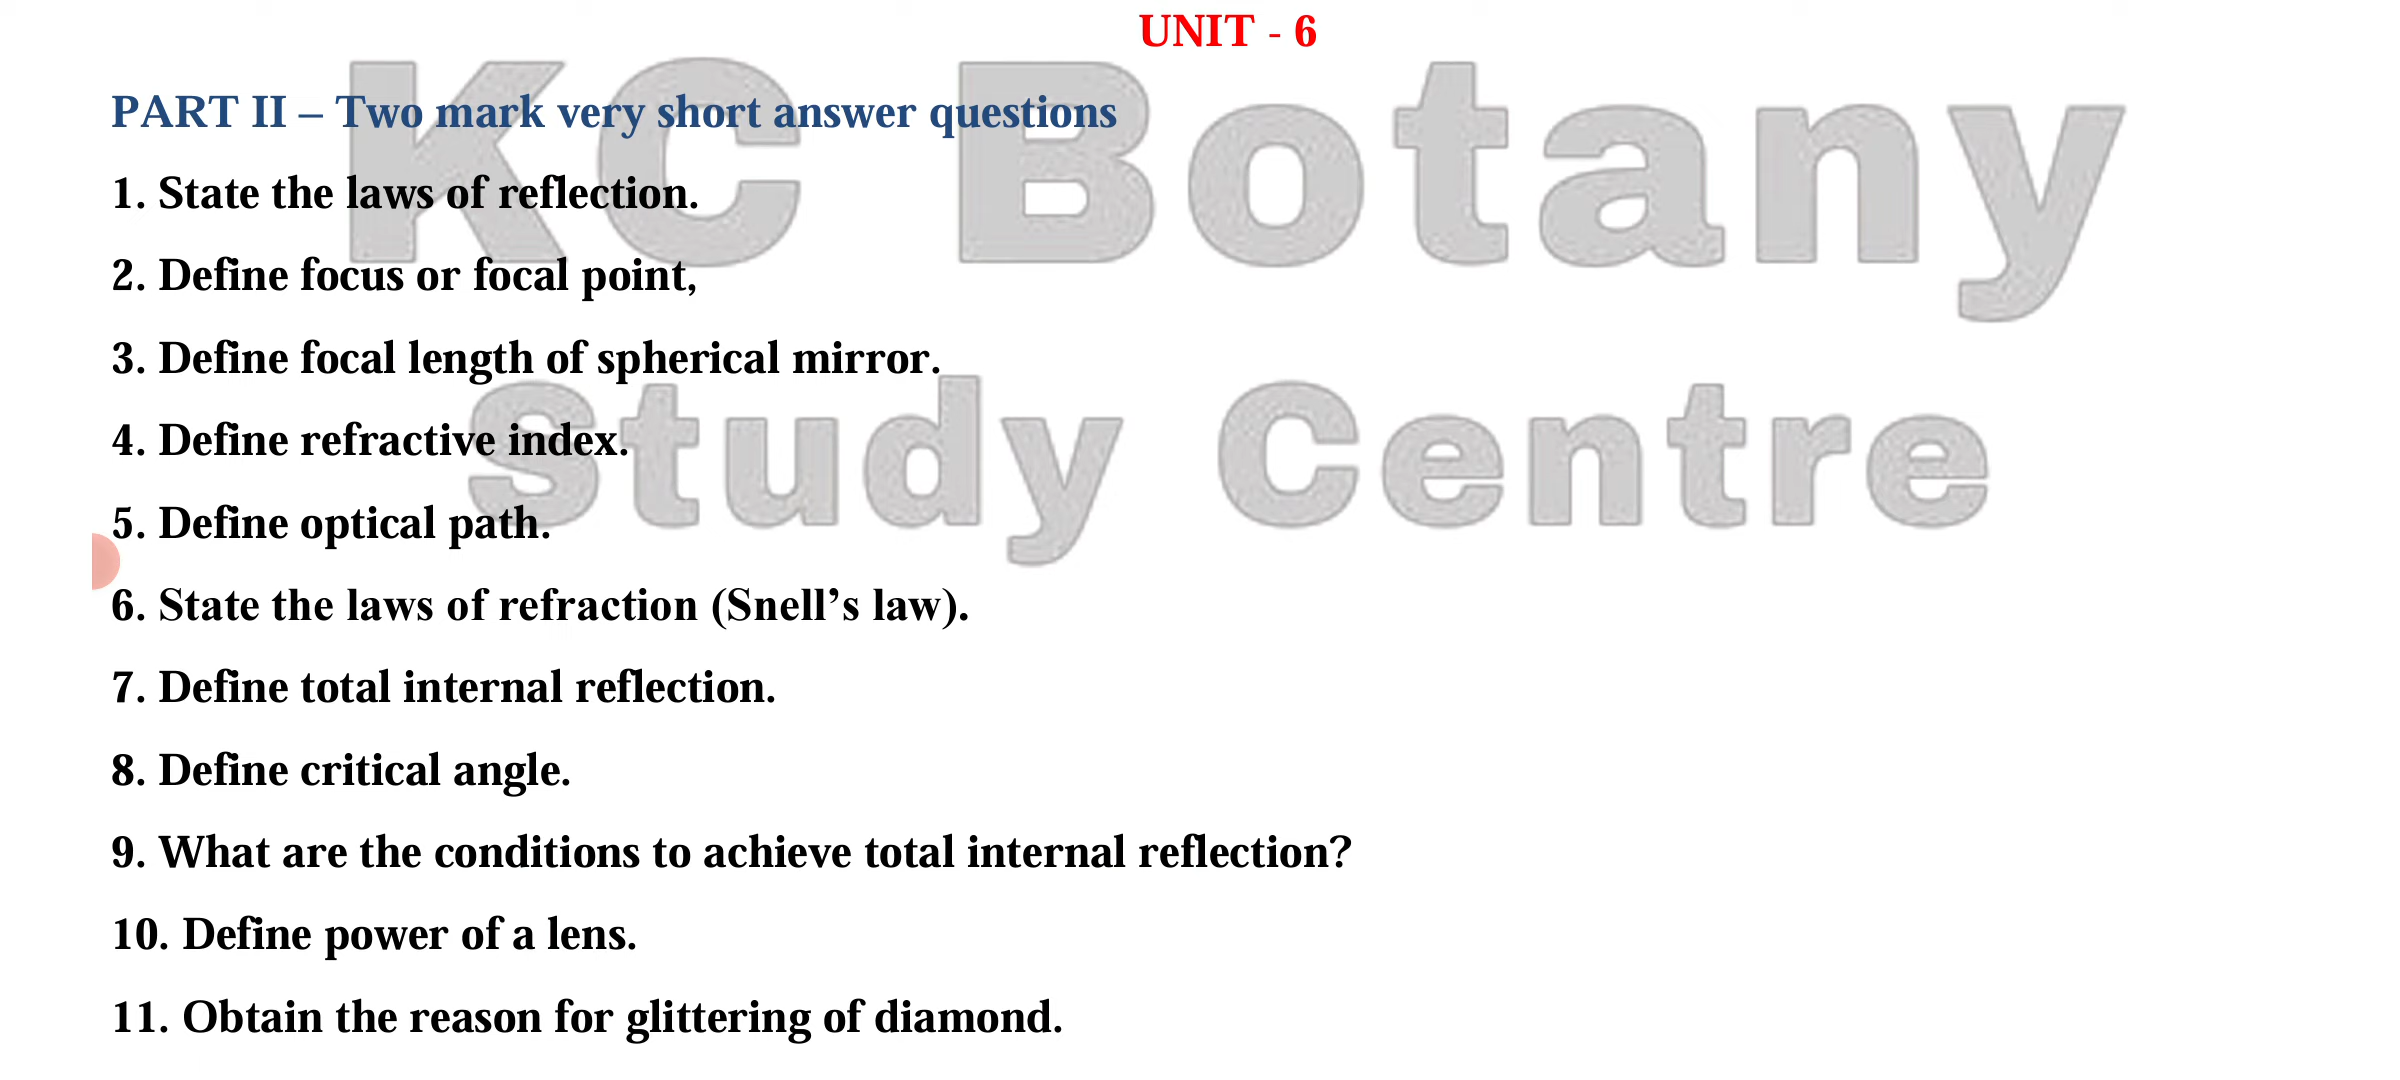 UNIT - 6
KC Botany
PART II – Two mark very short answer questions
1. State the laws of reflection.
2. Define focus or focal point,
3. Define focal length of spherical mirror.
Study Centre
4. Define refractive index.
5. Define optical path.
6. State the laws of refraction (Snell’s law).
7. Define total internal reflection.
8. Define critical angle.
9. What are the conditions to achieve total internal reflection?
10. Define power of a lens.
11. Obtain the reason for glittering of diamond.